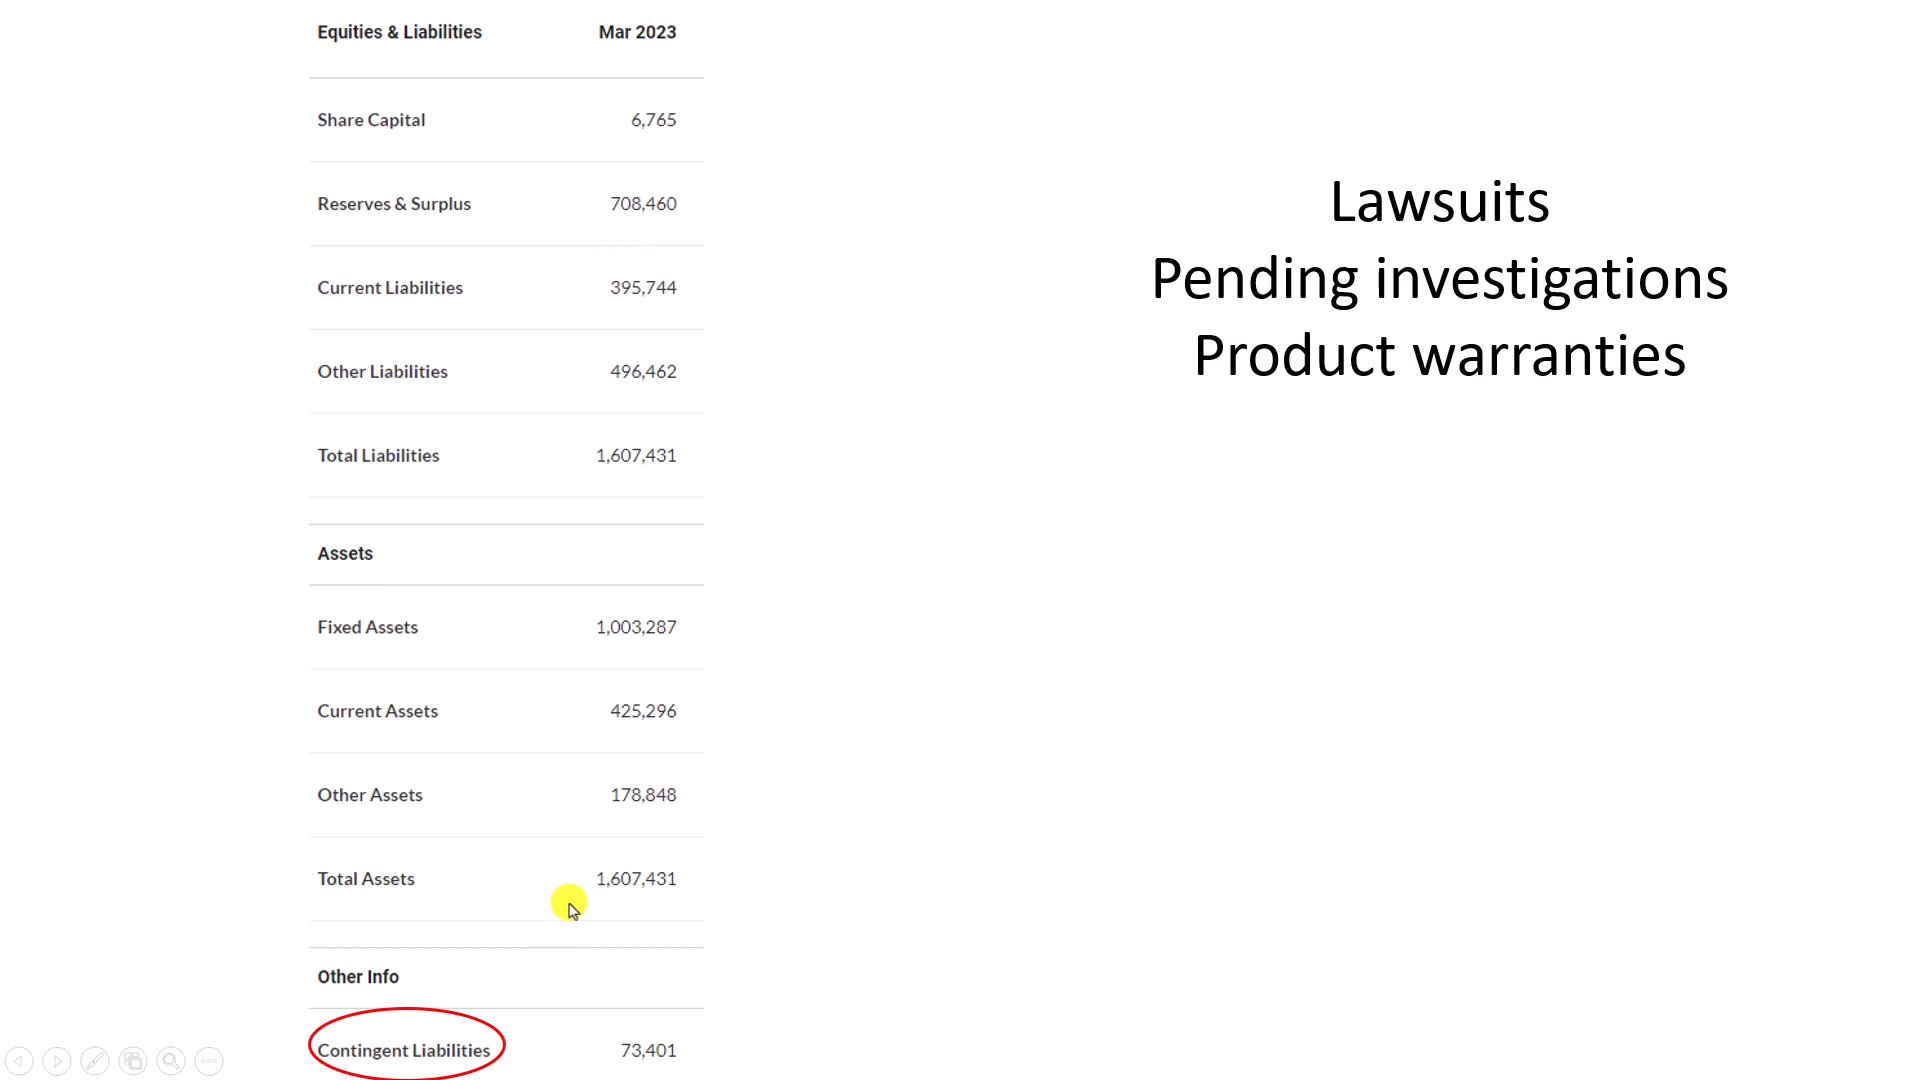 Equities & Liabilities Mar 2023
Share Capital 6,765
Reserves & Surplus 708,460
Current Liabilities 395,744
Other Liabilities 496,462
Total Liabilities 1,607,431
Assets
Fixed Assets 1,003,287
Current Assets 425,296
Other Assets 178,848
Total Assets 1,607,431
Other Info
Contingent Liabilities 73,401
Lawsuits
Pending investigations
Product warranties